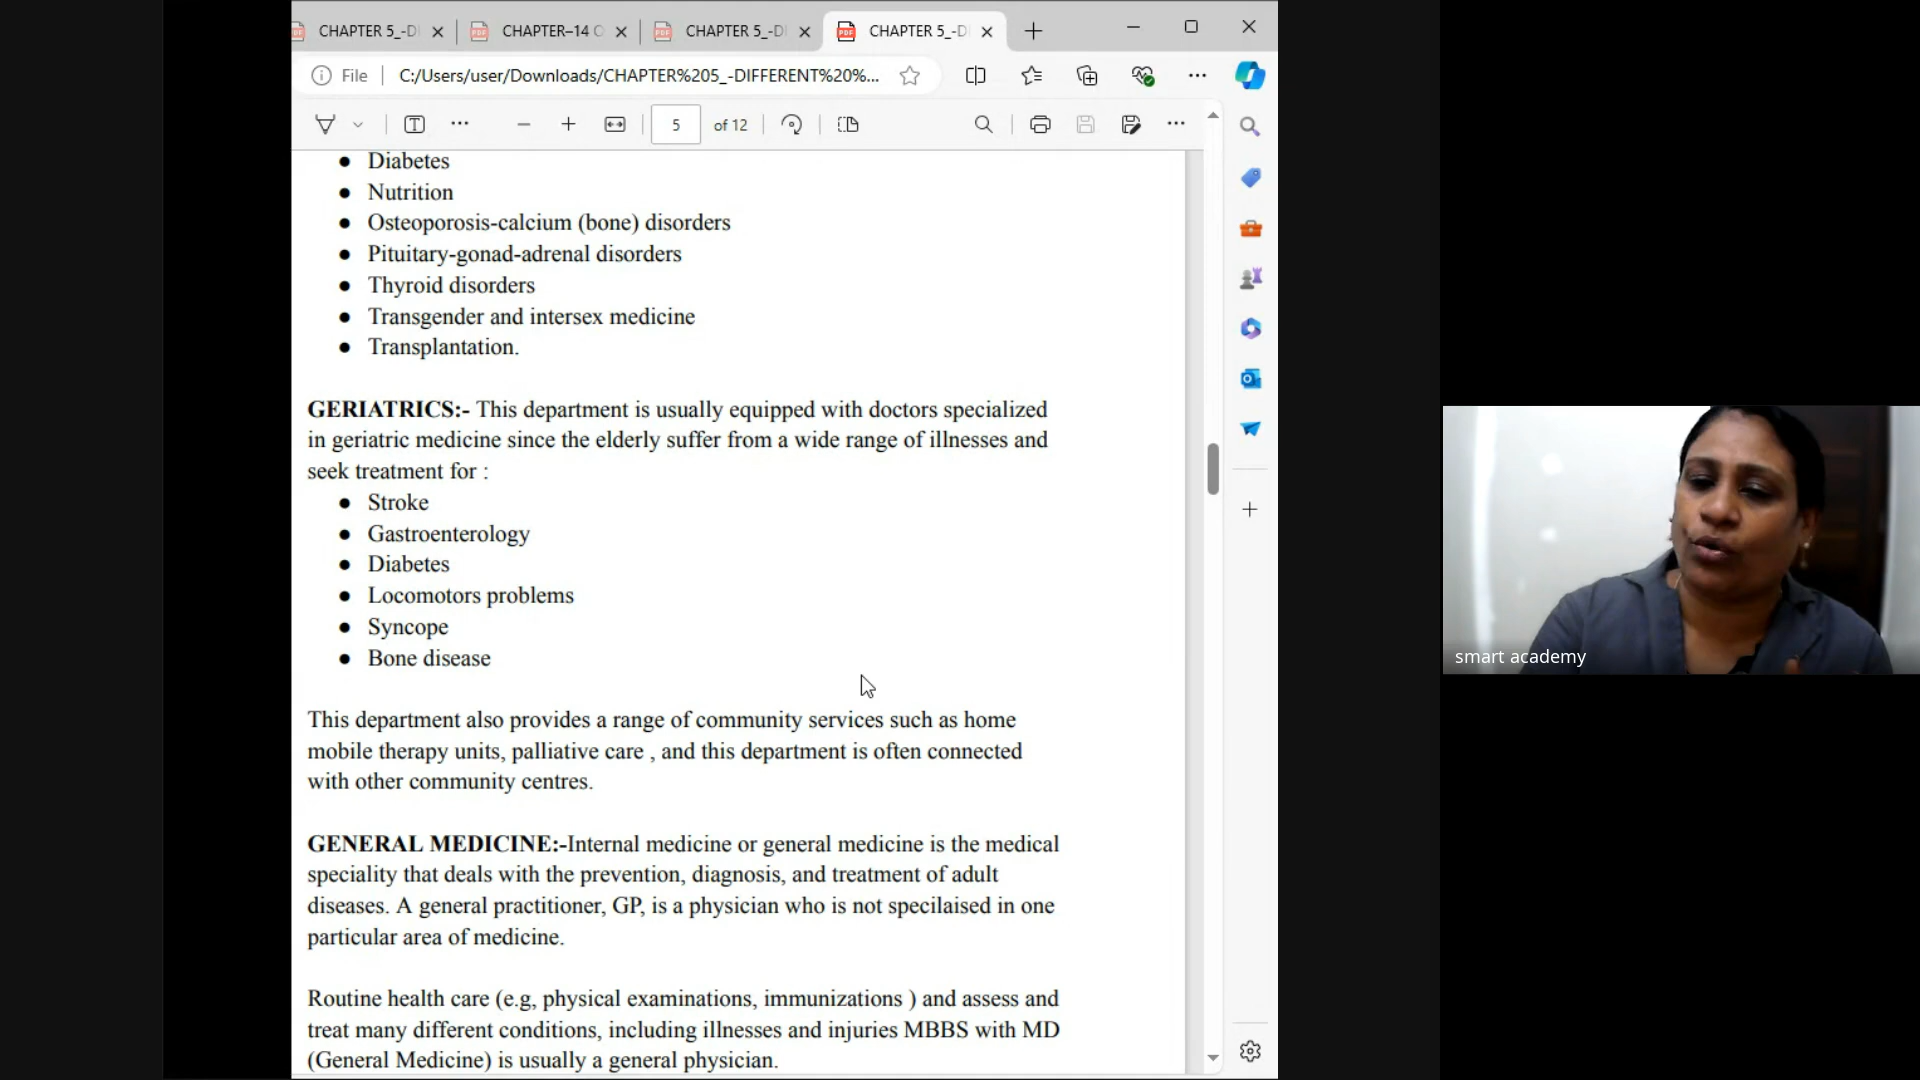 CHAPTER 5_-D
CHAPTER–14 O
CHAPTER 5_-D
CHAPTER 5_-D
File
C:/Users/user/Downloads/CHAPTER%205_-DIFFERENT%20%...
5 of 12
● Diabetes
● Nutrition
● Osteoporosis-calcium (bone) disorders
● Pituitary-gonad-adrenal disorders
● Thyroid disorders
● Transgender and intersex medicine
● Transplantation.
GERIATRICS:- This department is usually equipped with doctors specialized
in geriatric medicine since the elderly suffer from a wide range of illnesses and
seek treatment for :
● Stroke
● Gastroenterology
● Diabetes
● Locomotors problems
● Syncope
● Bone disease
This department also provides a range of community services such as home
mobile therapy units, palliative care , and this department is often connected
with other community centres.
GENERAL MEDICINE:-Internal medicine or general medicine is the medical
speciality that deals with the prevention, diagnosis, and treatment of adult
diseases. A general practitioner, GP, is a physician who is not specilaised in one
particular area of medicine.
Routine health care (e.g, physical examinations, immunizations ) and assess and
treat many different conditions, including illnesses and injuries MBBS with MD
(General Medicine) is usually a general physician.
smart academy